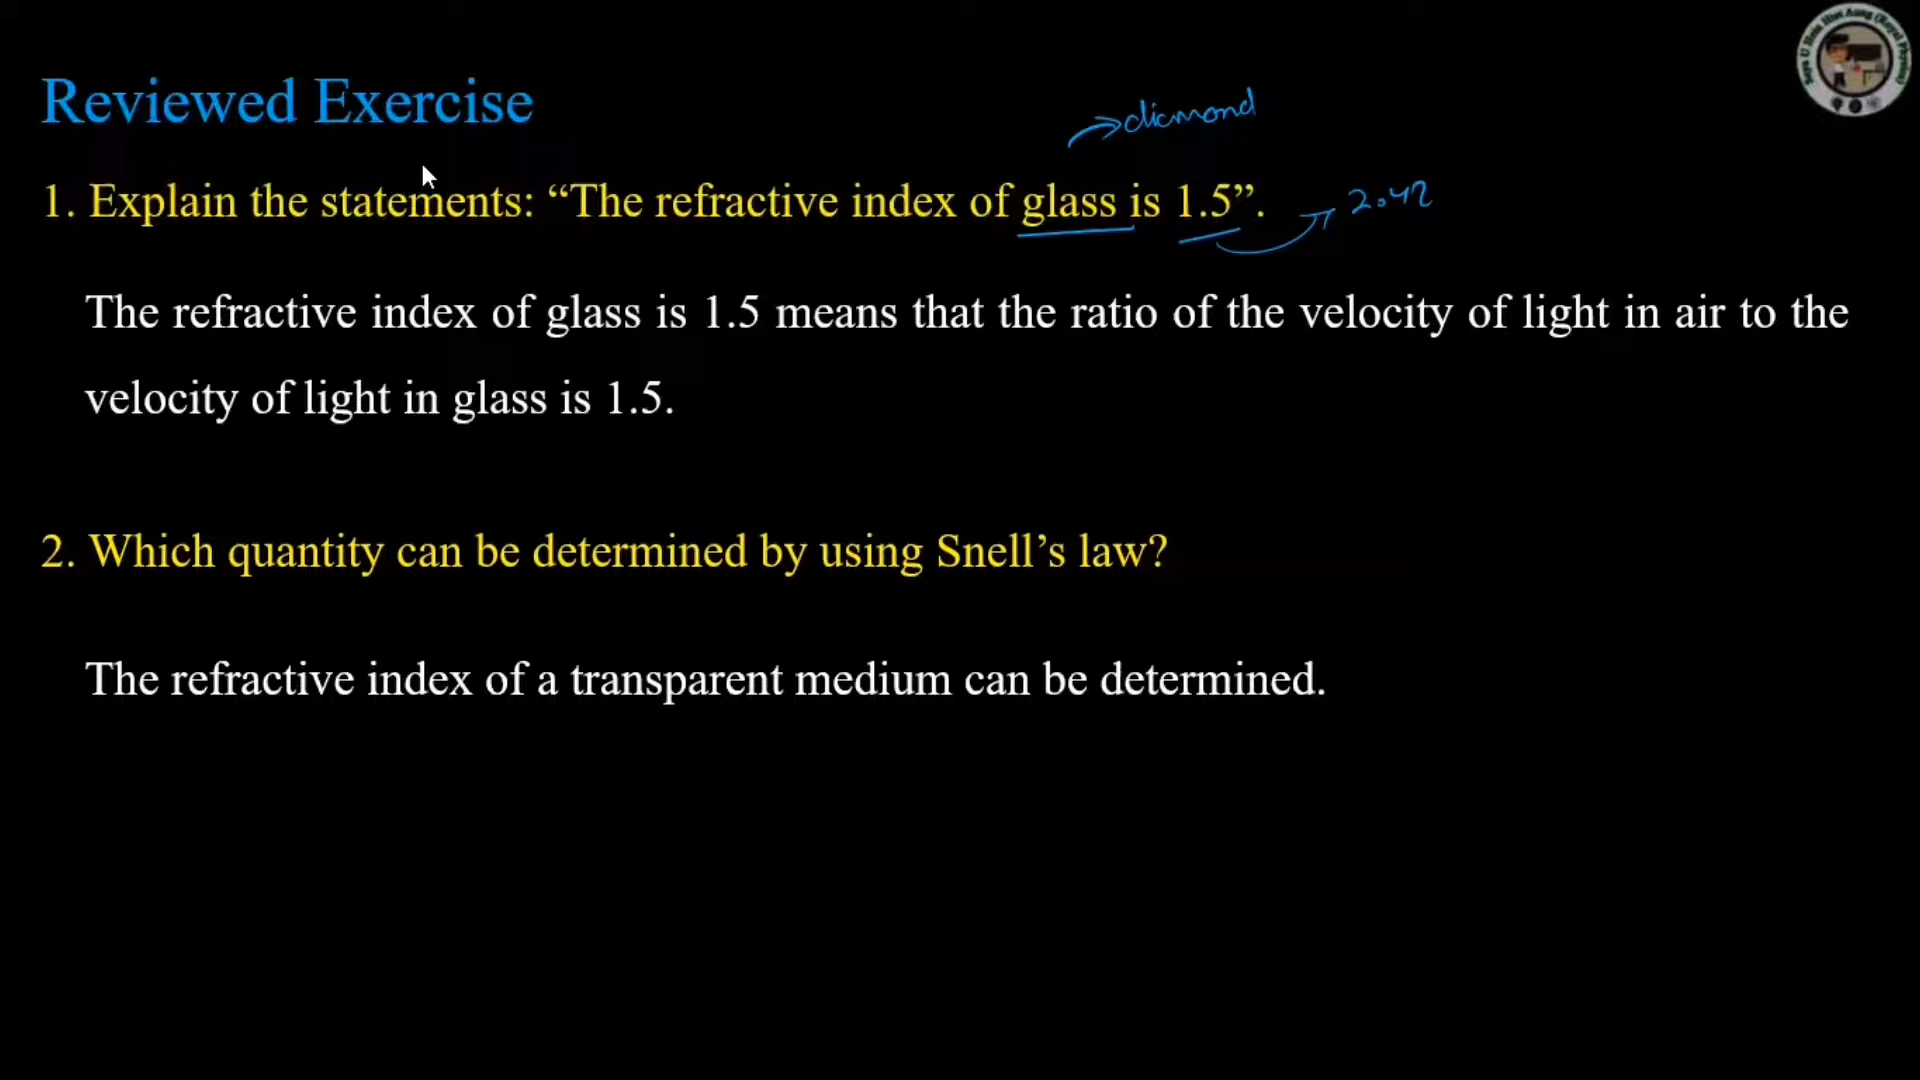 Reviewed Exercise
diamond
1. Explain the statements: “The refractive index of glass is 1.5”.
2.42
The refractive index of glass is 1.5 means that the ratio of the velocity of light in air to the
velocity of light in glass is 1.5.
2. Which quantity can be determined by using Snell’s law?
The refractive index of a transparent medium can be determined.